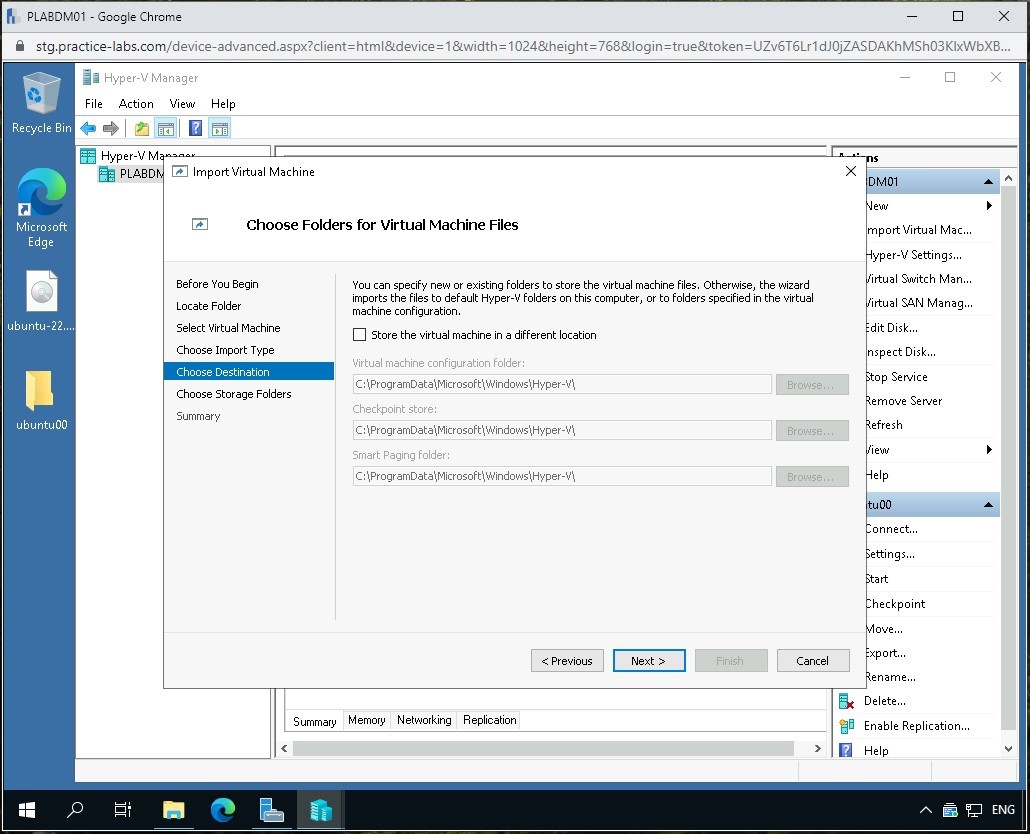 PLABDM01 - Google Chrome
stg.practice-labs.com/device-advanced.aspx?client=html&device=1&width=1024&height=768&login=true&token=UZv6T6Lr1dJ0jZASDAKhMSh03KIxWbXB...
Recycle Bin
Microsoft
Edge
ubuntu-22....
ubuntu00
Hyper-V Manager
File Action View Help
Hyper-V Manager
PLABDM
Import Virtual Machine
Choose Folders for Virtual Machine Files
Before You Begin
Locate Folder
Select Virtual Machine
Choose Import Type
Choose Destination
Choose Storage Folders
Summary
You can specify new or existing folders to store the virtual machine files. Otherwise, the wizard
imports the files to default Hyper-V folders on this computer, or to folders specified in the virtual
machine configuration.
Store the virtual machine in a different location
Virtual machine configuration folder:
C:\ProgramData\Microsoft\Windows\Hyper-V\ Browse...
Checkpoint store:
C:\ProgramData\Microsoft\Windows\Hyper-V\ Browse...
Smart Paging folder:
C:\ProgramData\Microsoft\Windows\Hyper-V\ Browse...
< Previous Next > Finish Cancel
Summary Memory Networking Replication
Actions
BDM01
New
Import Virtual Mac...
Hyper-V Settings...
Virtual Switch Man...
Virtual SAN Manag...
Edit Disk...
Inspect Disk...
Stop Service
Remove Server
Refresh
View
Help
tu00
Connect...
Settings...
Start
Checkpoint
Move...
Export...
Rename...
Delete...
Enable Replication...
Help
ENG